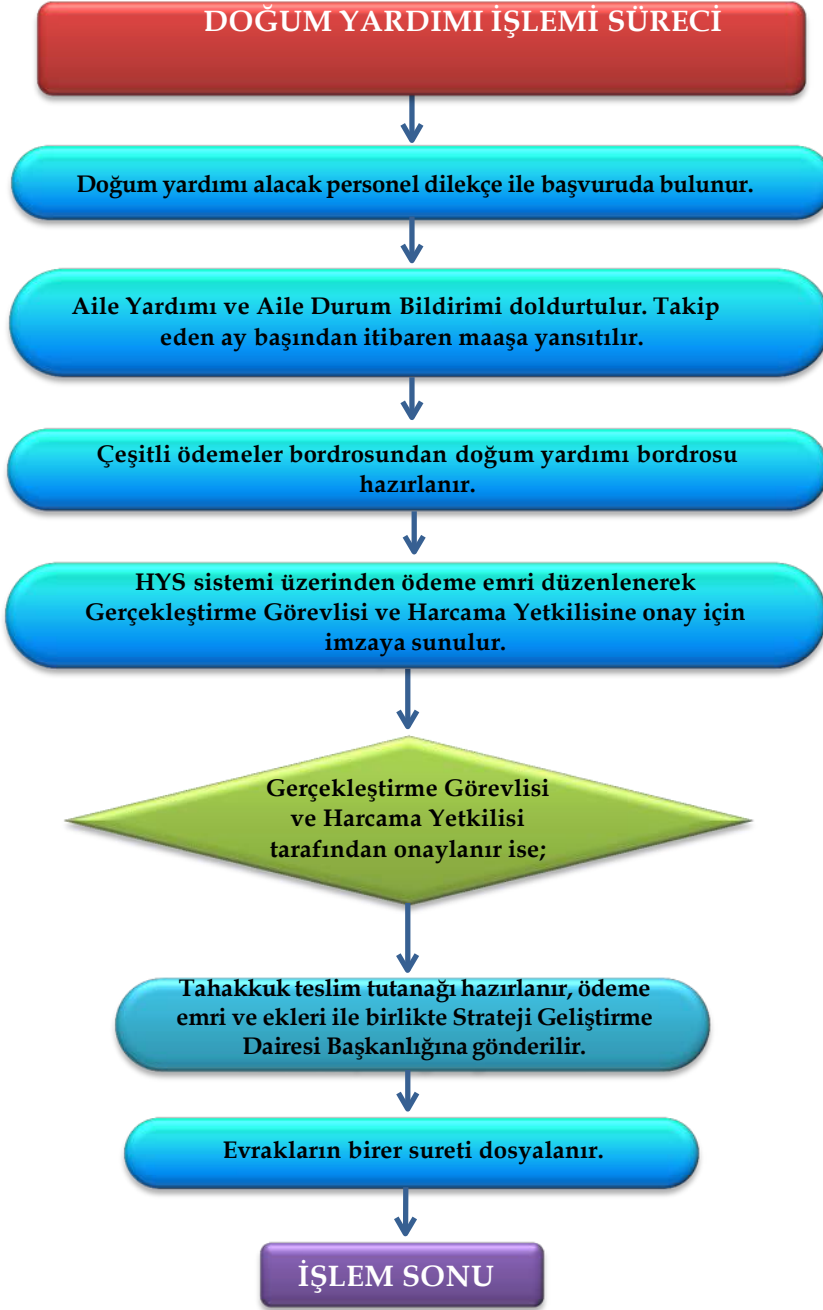 DOĞUM YARDIMI İŞLEMİ SÜRECİ
Doğum yardımı alacak personel dilekçe ile başvuruda bulunur.
Aile Yardımı ve Aile Durum Bildirimi doldurtulur. Takip
eden ay başından itibaren maaşa yansıtılır.
Çeşitli ödemeler bordrosundan doğum yardımı bordrosu
hazırlanır.
HYS sistemi üzerinden ödeme emri düzenlenerek
Gerçekleştirme Görevlisi ve Harcama Yetkilisine onay için
imzaya sunulur.
Gerçekleştirme Görevlisi
ve Harcama Yetkilisi
tarafından onaylanır ise;
Tahakkuk teslim tutanağı hazırlanır, ödeme
emri ve ekleri ile birlikte Strateji Geliştirme
Dairesi Başkanlığına gönderilir.
Evrakların birer sureti dosyalanır.
İŞLEM SONU